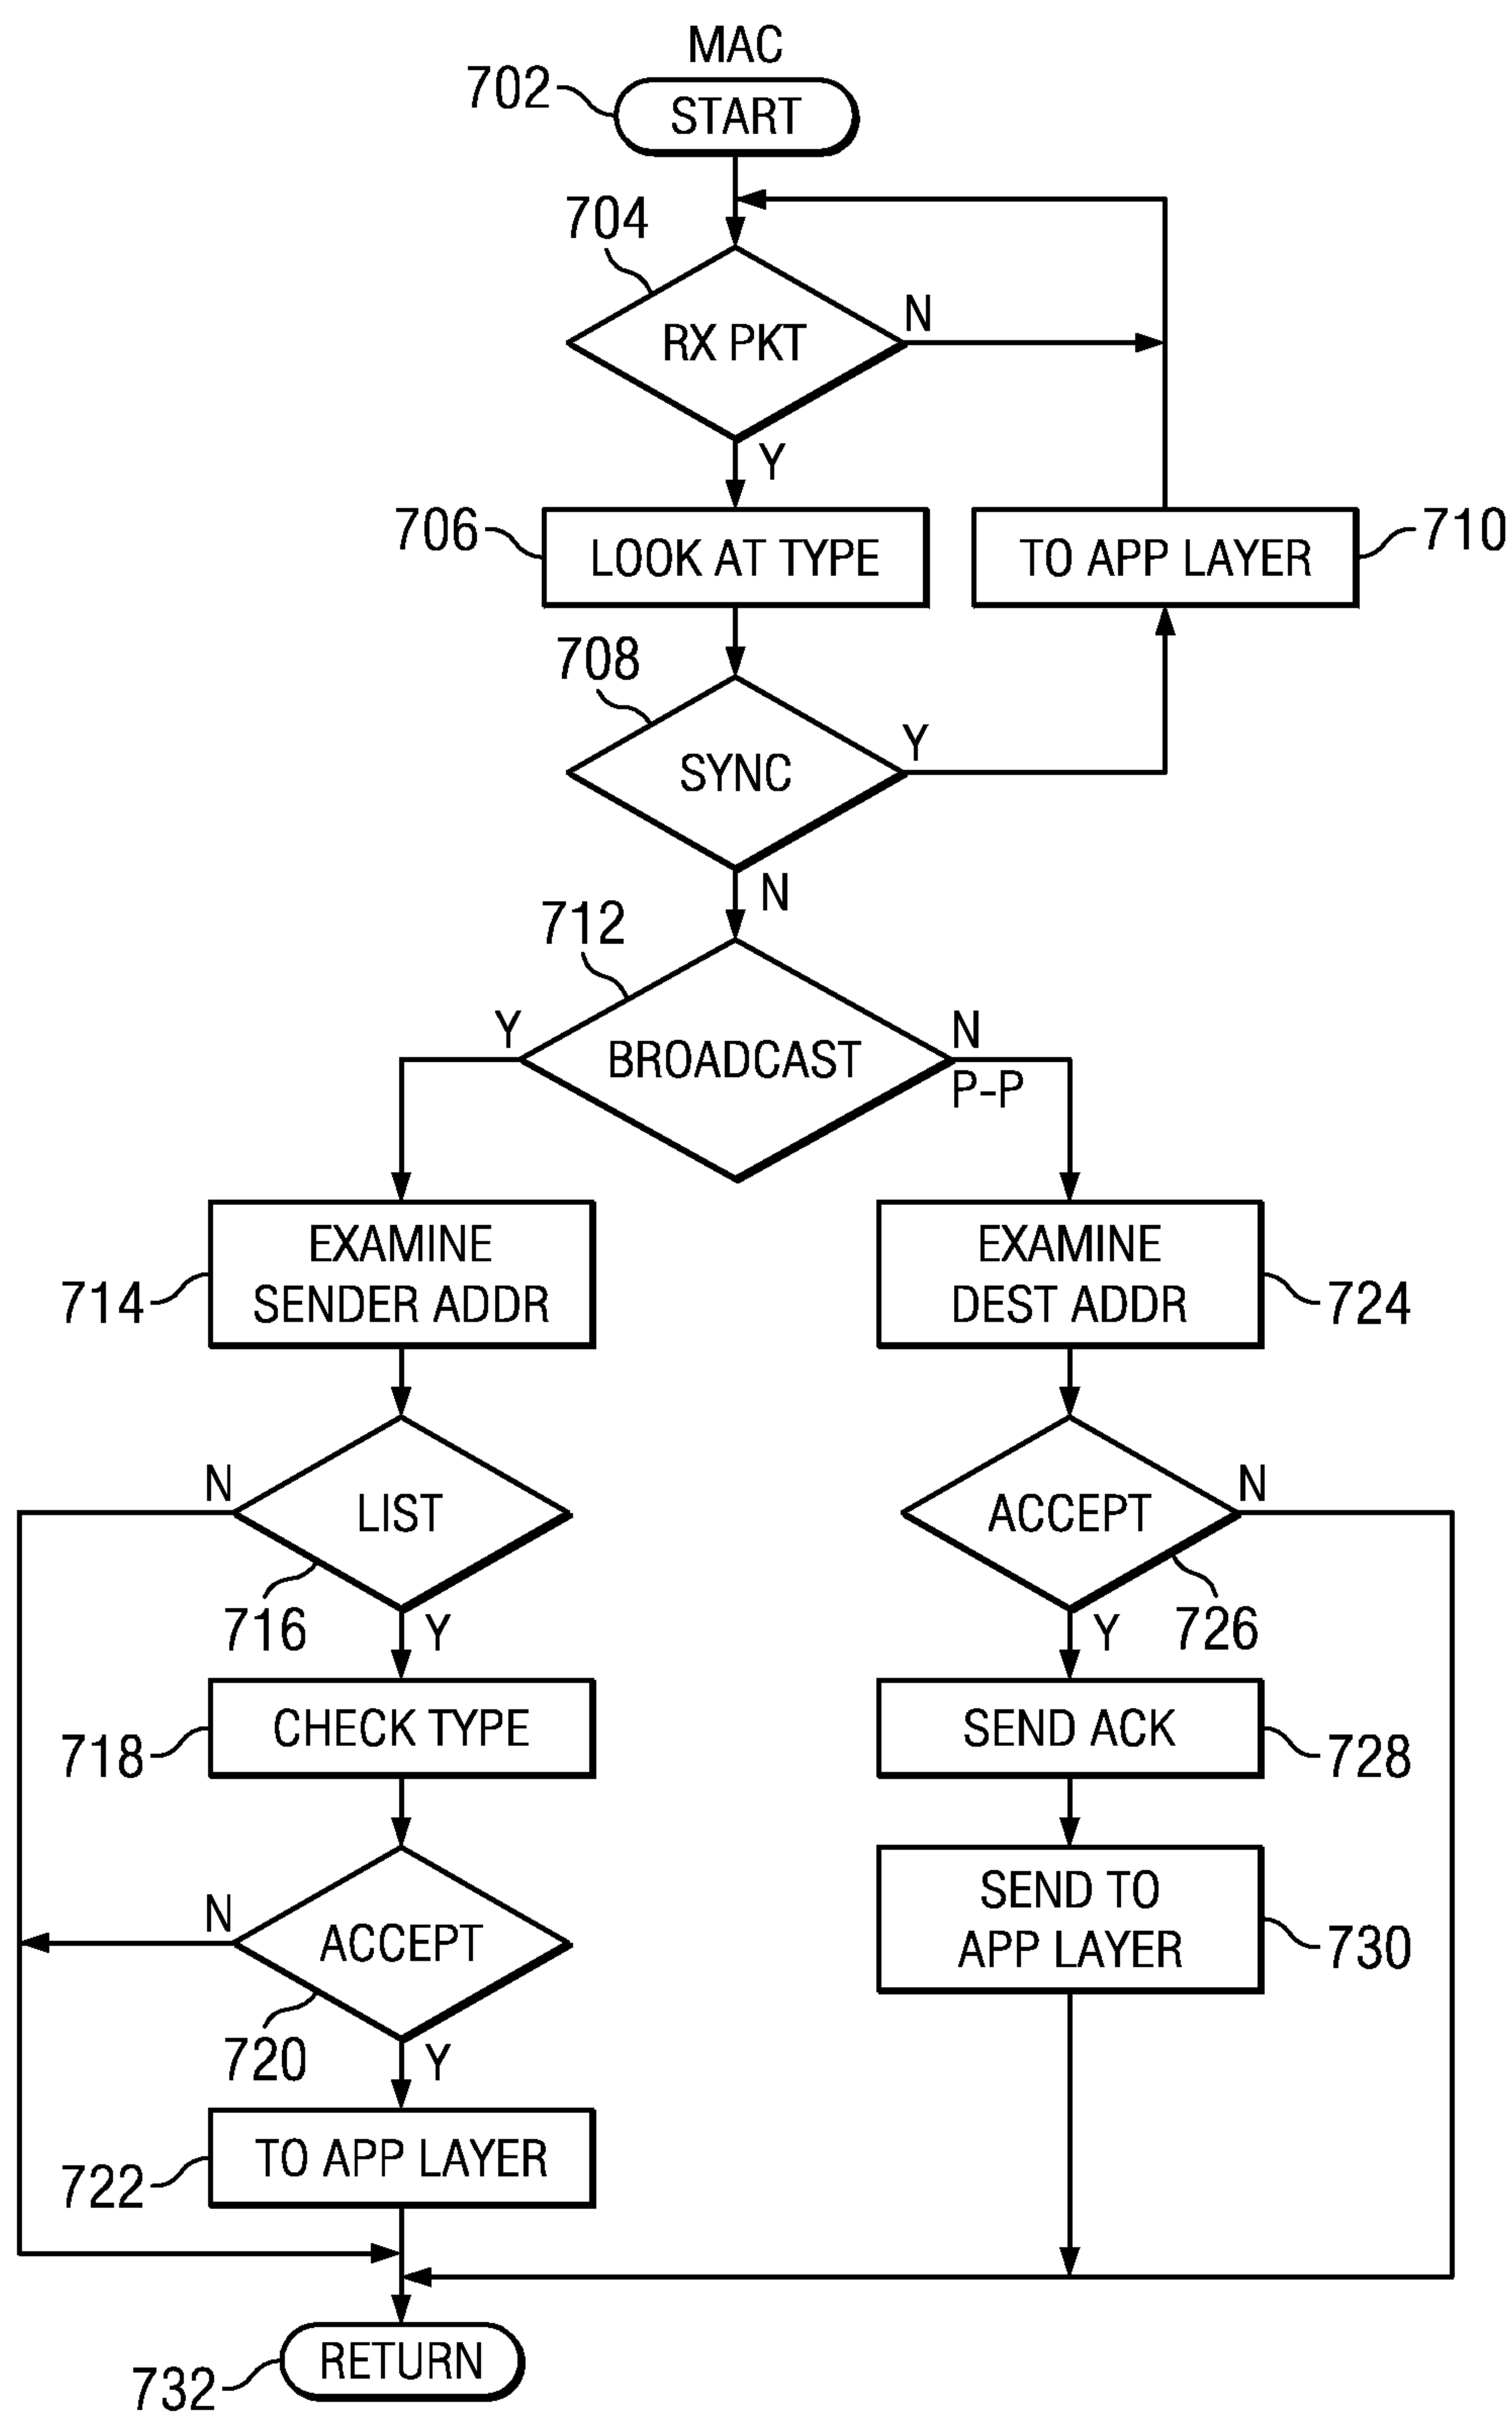 MAC
702
START
704
RX PKT
N
Y
706
LOOK AT TYPE
TO APP LAYER
710
708
SYNC
Y
N
712
Y
BROADCAST
N
P-P
714
EXAMINE
SENDER ADDR
EXAMINE
DEST ADDR
724
N
LIST
716
Y
ACCEPT
N
726
Y
718
CHECK TYPE
SEND ACK
728
N
ACCEPT
720
Y
SEND TO
APP LAYER
730
722
TO APP LAYER
732
RETURN